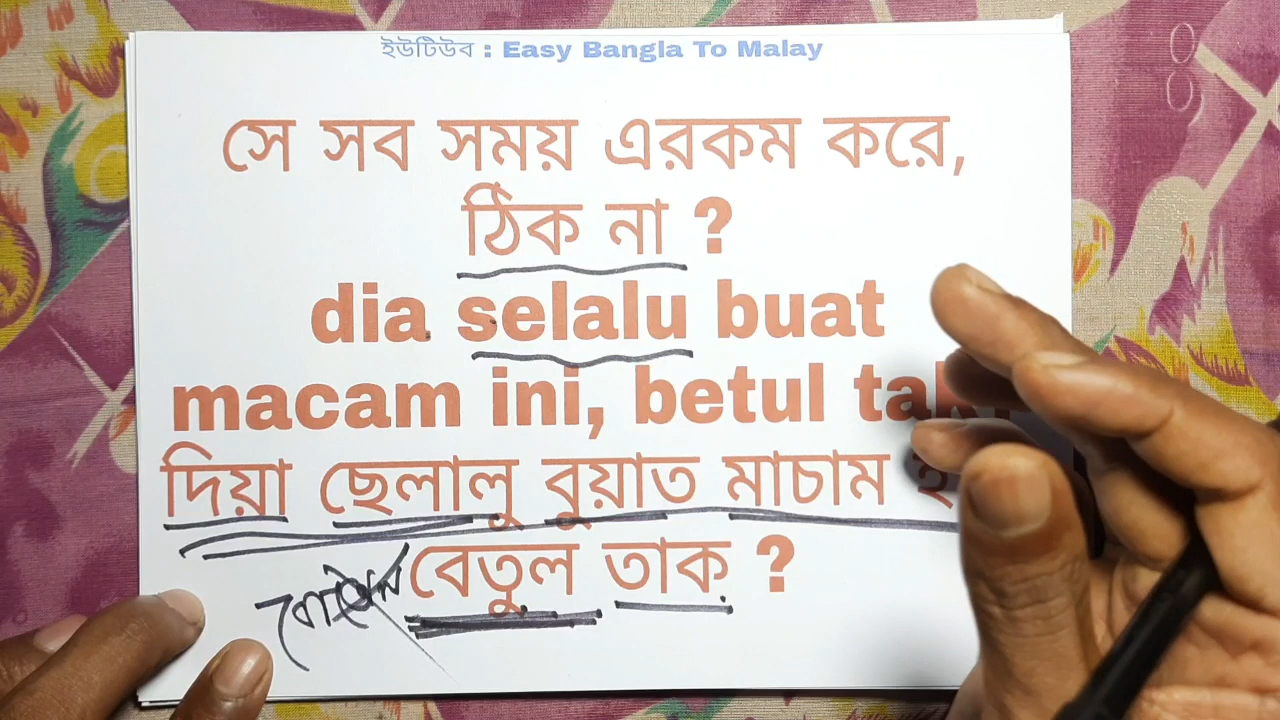 ইউটিউব : Easy Bangla To Malay
সে সব সময় এরকম করে,
ঠিক না ?
dia selalu buat
macam ini, betul tak?
দিয়া ছেলালু বুয়াত মাচাম
বেতুল তাক ?